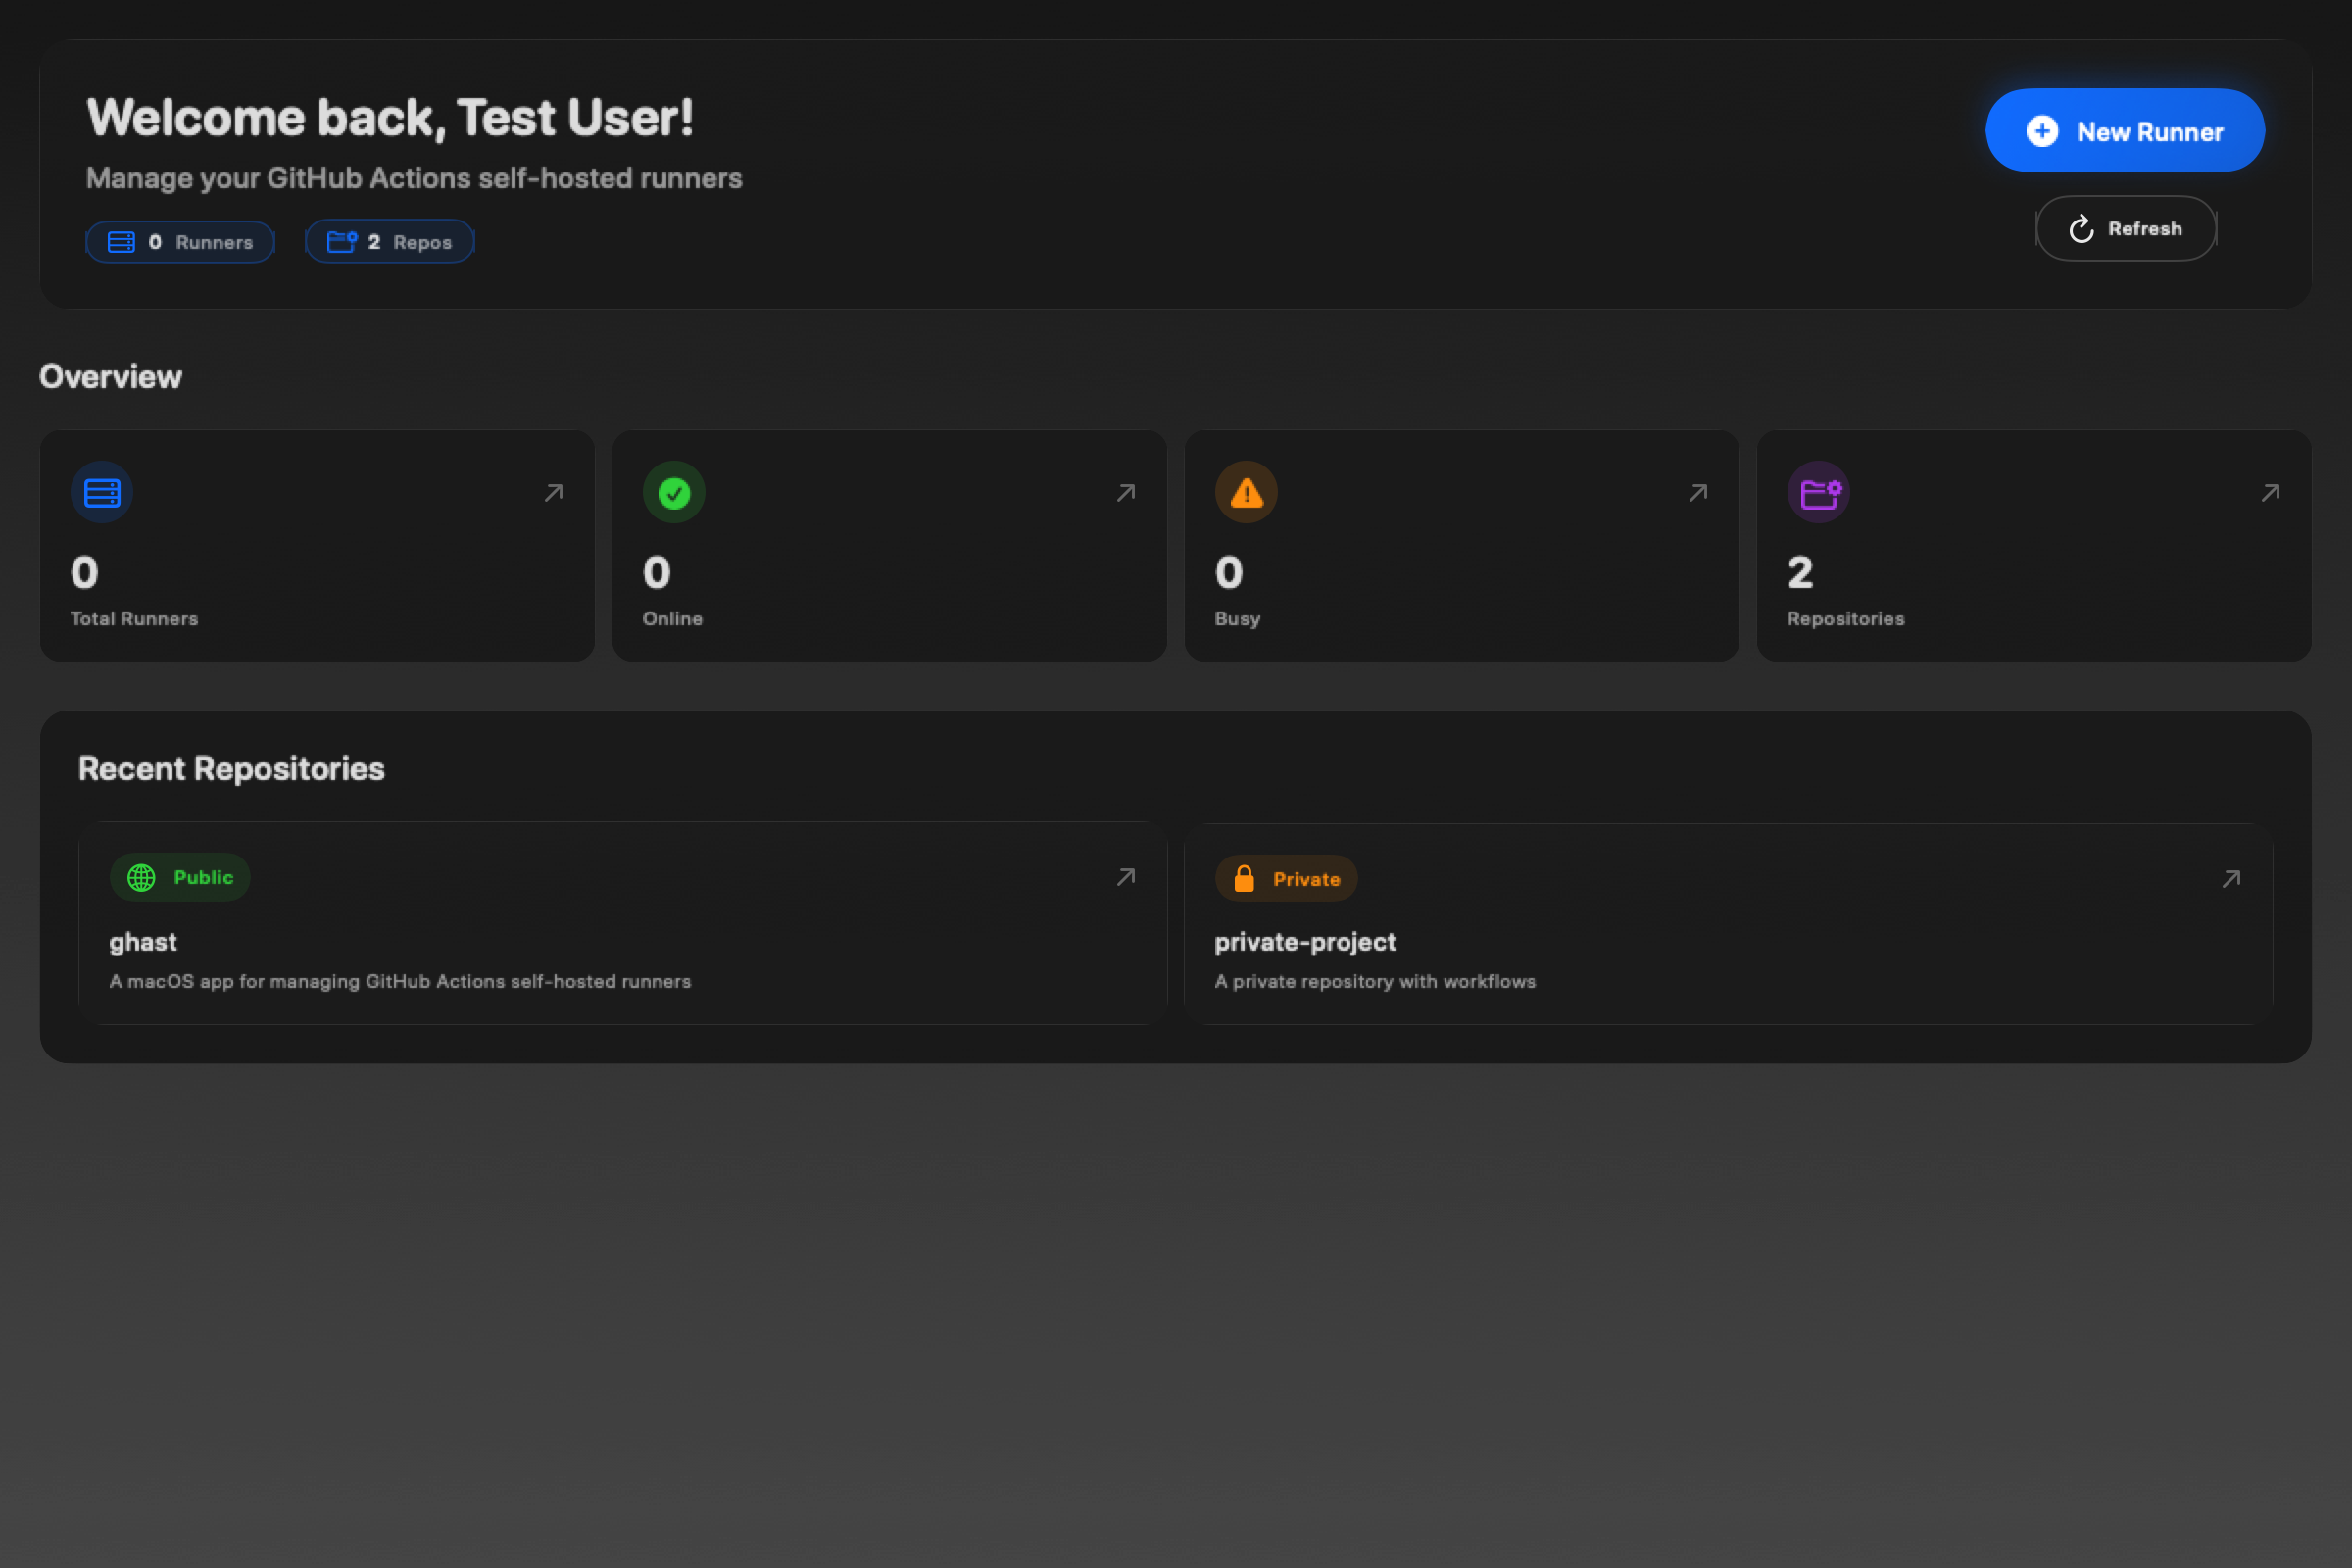 Welcome back, Test User!
Manage your GitHub Actions self-hosted runners
0 Runners
2 Repos
New Runner
Refresh
Overview
0
Total Runners
0
Online
0
Busy
2
Repositories
Recent Repositories
Public
ghast
A macOS app for managing GitHub Actions self-hosted runners
Private
private-project
A private repository with workflows